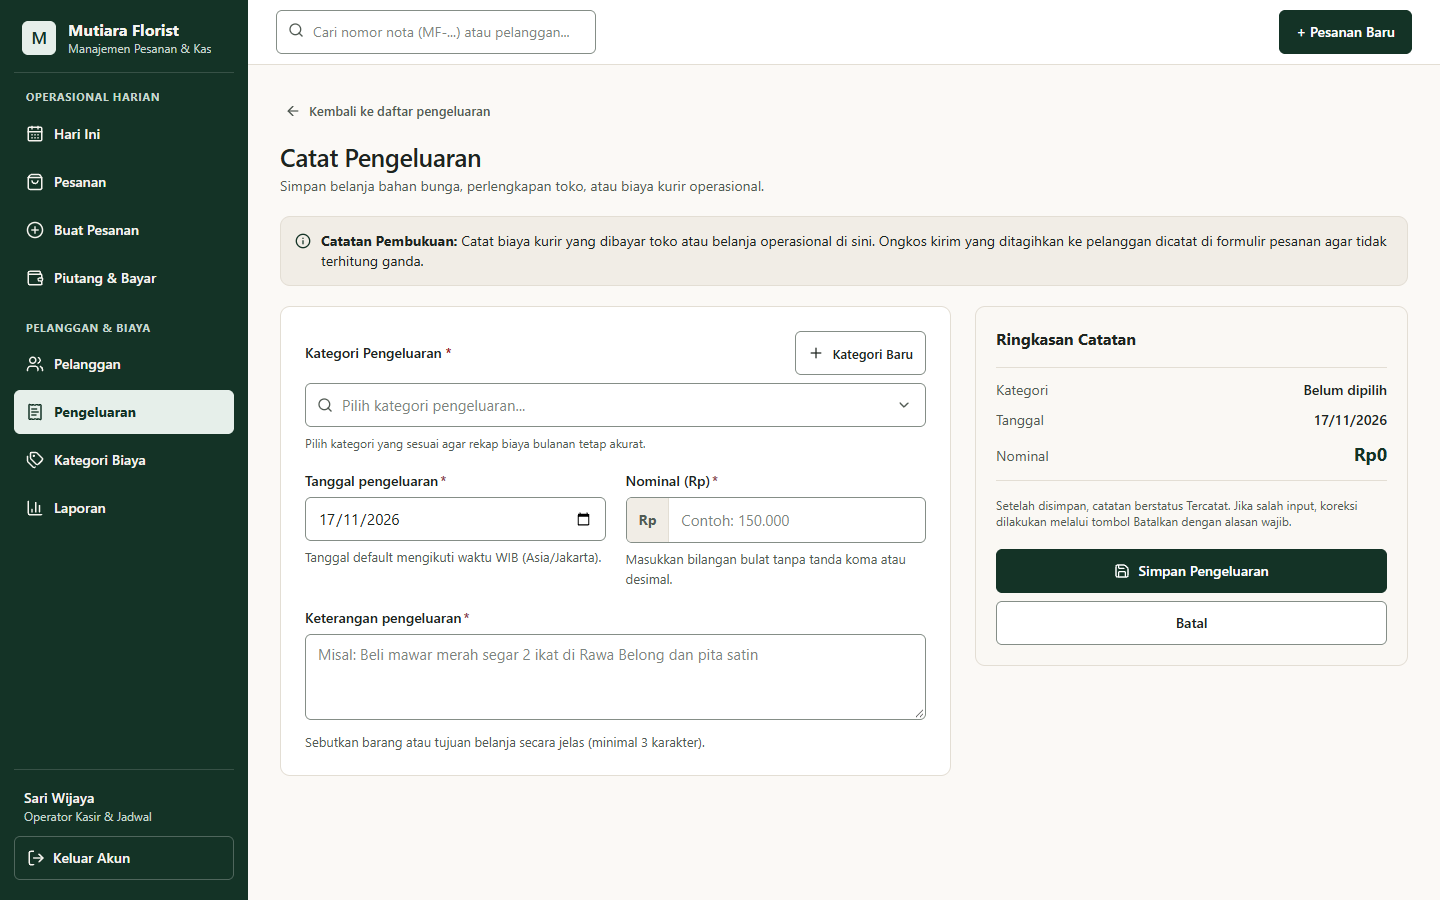 M
Mutiara Florist
Manajemen Pesanan & Kas
OPERASIONAL HARIAN
Hari Ini
Pesanan
Buat Pesanan
Piutang & Bayar
PELANGGAN & BIAYA
Pelanggan
Pengeluaran
Kategori Biaya
Laporan
Sari Wijaya
Operator Kasir & Jadwal
Keluar Akun
Cari nomor nota (MF-...) atau pelanggan...
+ Pesanan Baru
Kembali ke daftar pengeluaran
Catat Pengeluaran
Simpan belanja bahan bunga, perlengkapan toko, atau biaya kurir operasional.
Catatan Pembukuan: Catat biaya kurir yang dibayar toko atau belanja operasional di sini. Ongkos kirim yang ditagihkan ke pelanggan dicatat di formulir pesanan agar tidak
terhitung ganda.
Kategori Pengeluaran *
Kategori Baru
Pilih kategori pengeluaran...
Pilih kategori yang sesuai agar rekap biaya bulanan tetap akurat.
Tanggal pengeluaran *
17/11/2026
Tanggal default mengikuti waktu WIB (Asia/Jakarta).
Nominal (Rp) *
Rp
Contoh: 150.000
Masukkan bilangan bulat tanpa tanda koma atau
desimal.
Keterangan pengeluaran *
Misal: Beli mawar merah segar 2 ikat di Rawa Belong dan pita satin
Sebutkan barang atau tujuan belanja secara jelas (minimal 3 karakter).
Ringkasan Catatan
Kategori Belum dipilih
Tanggal 17/11/2026
Nominal Rp0
Setelah disimpan, catatan berstatus Tercatat. Jika salah input, koreksi
dilakukan melalui tombol Batalkan dengan alasan wajib.
Simpan Pengeluaran
Batal